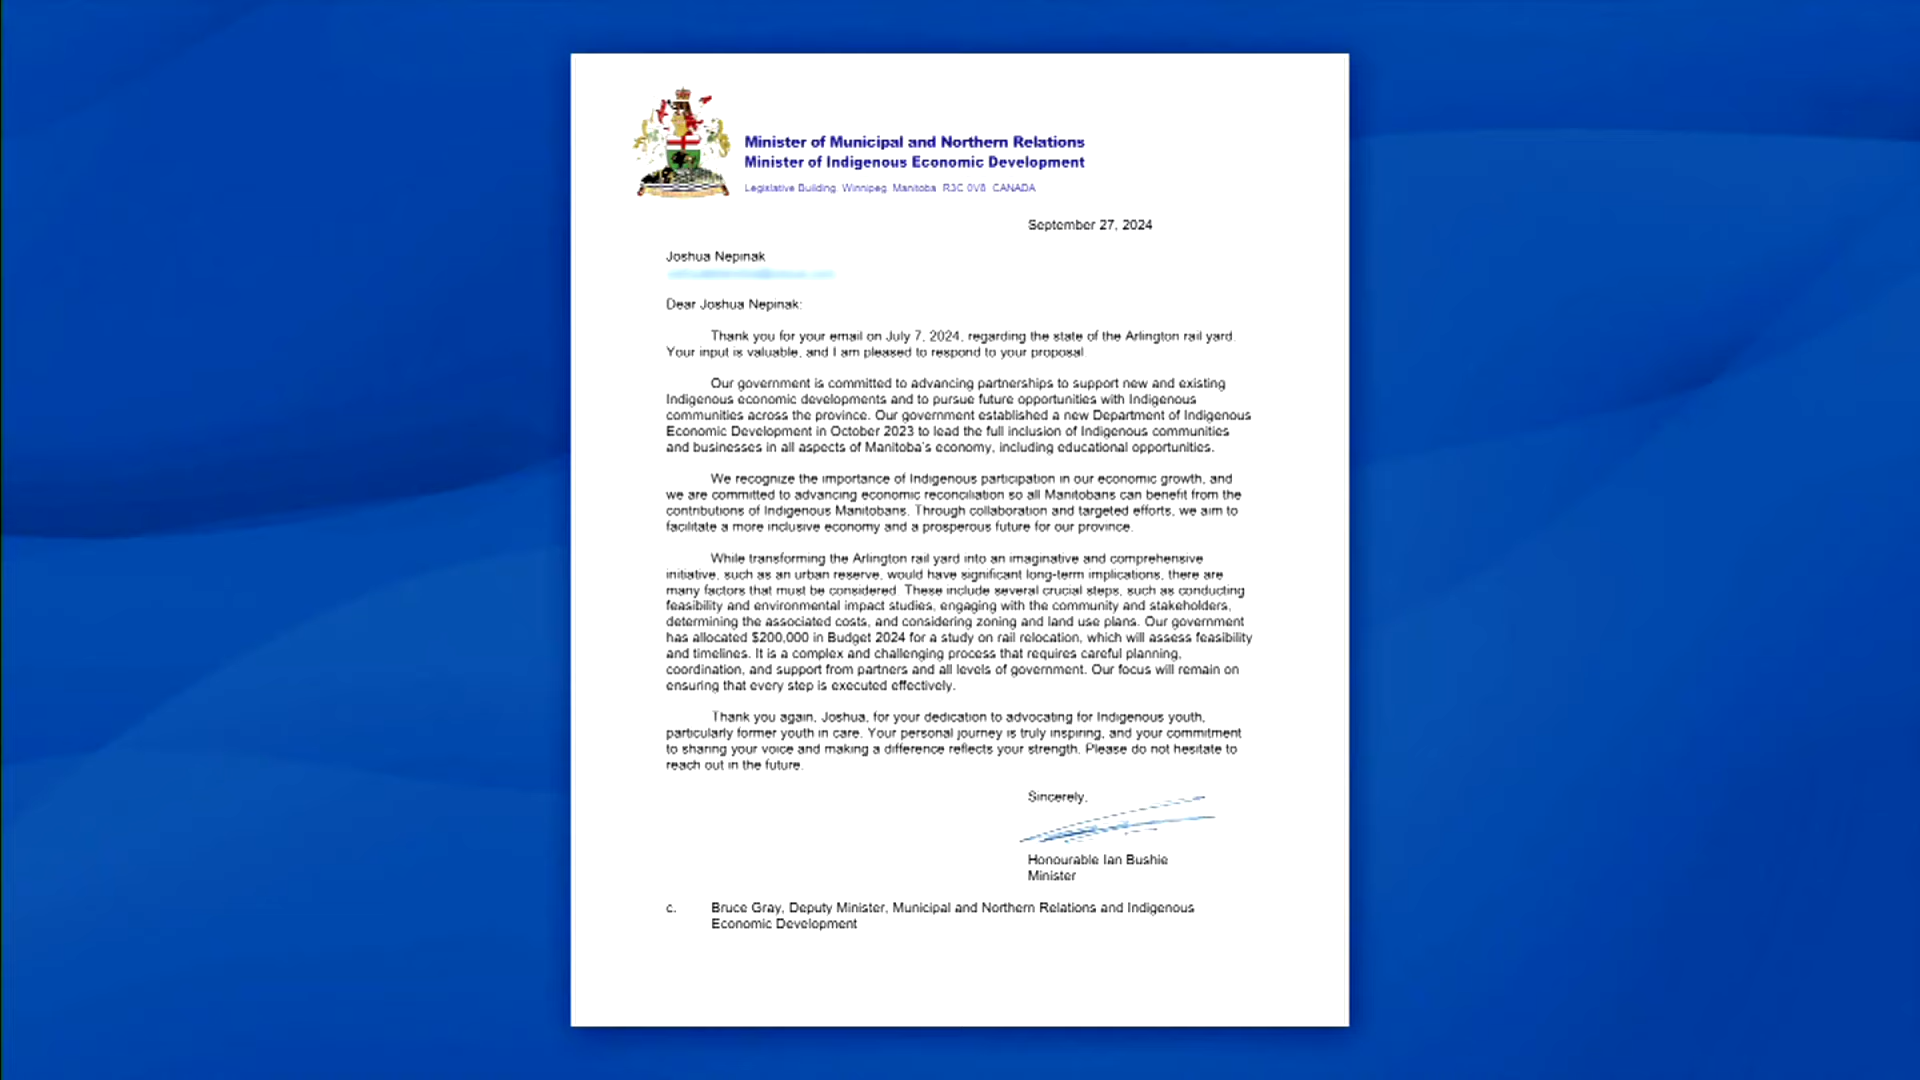 Minister of Municipal and Northern Relations
Minister of Indigenous Economic Development
Legislative Building Winnipeg Manitoba R3C 0V8 CANADA
September 27, 2024
Joshua Nepinak
Dear Joshua Nepinak:
Thank you for your email on July 7, 2024, regarding the state of the Arlington rail yard.
Your input is valuable, and I am pleased to respond to your proposal.
Our government is committed to advancing partnerships to support new and existing
Indigenous economic developments and to pursue future opportunities with Indigenous
communities across the province. Our government established a new Department of Indigenous
Economic Development in October 2023 to lead the full inclusion of Indigenous communities
and businesses in all aspects of Manitoba's economy, including educational opportunities.
We recognize the importance of Indigenous participation in our economic growth, and
we are committed to advancing economic reconciliation so all Manitobans can benefit from the
contributions of Indigenous Manitobans. Through collaboration and targeted efforts, we aim to
facilitate a more inclusive economy and a prosperous future for our province.
While transforming the Arlington rail yard into an imaginative and comprehensive
initiative, such as an urban reserve, would have significant long-term implications, there are
many factors that must be considered. These include several crucial steps, such as conducting
feasibility and environmental impact studies, engaging with the community and stakeholders,
determining the associated costs, and considering zoning and land use plans. Our government
has allocated $200,000 in Budget 2024 for a study on rail relocation, which will assess feasibility
and timelines. It is a complex and challenging process that requires careful planning,
coordination, and support from partners and all levels of government. Our focus will remain on
ensuring that every step is executed effectively.
Thank you again, Joshua, for your dedication to advocating for Indigenous youth,
particularly former youth in care. Your personal journey is truly inspiring, and your commitment
to sharing your voice and making a difference reflects your strength. Please do not hesitate to
reach out in the future.
Sincerely,
Honourable Ian Bushie
Minister
c. Bruce Gray, Deputy Minister, Municipal and Northern Relations and Indigenous
Economic Development